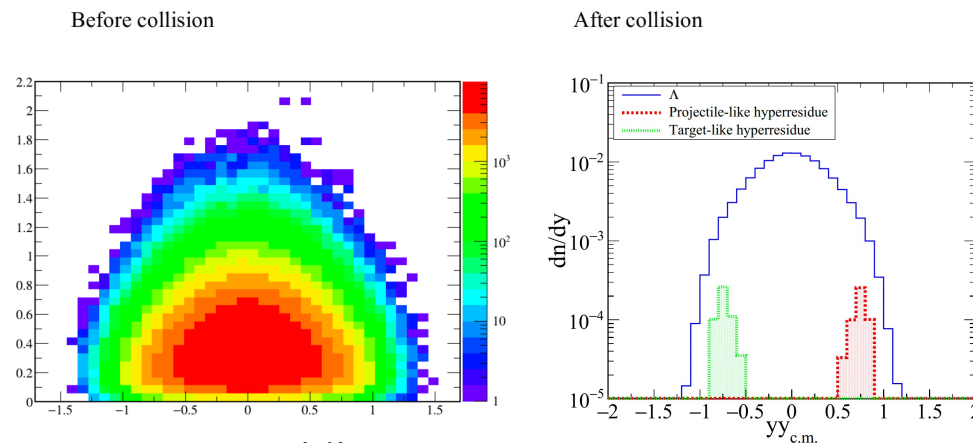 Before collision
After collision
2.2
2
1.8
1.6
1.4
1.2
1
0.8
0.6
0.4
0.2
0
−1.5 −1 −0.5 0 0.5 1 1.5
10³
10²
10
1
Λ
Projectile-like hyperresidue
Target-like hyperresidue
dn/dy
10⁻¹
10⁻²
10⁻³
10⁻⁴
10⁻⁵
−2 −1.5 −1 −0.5 0 0.5 1 1.5 2
yy_c.m.